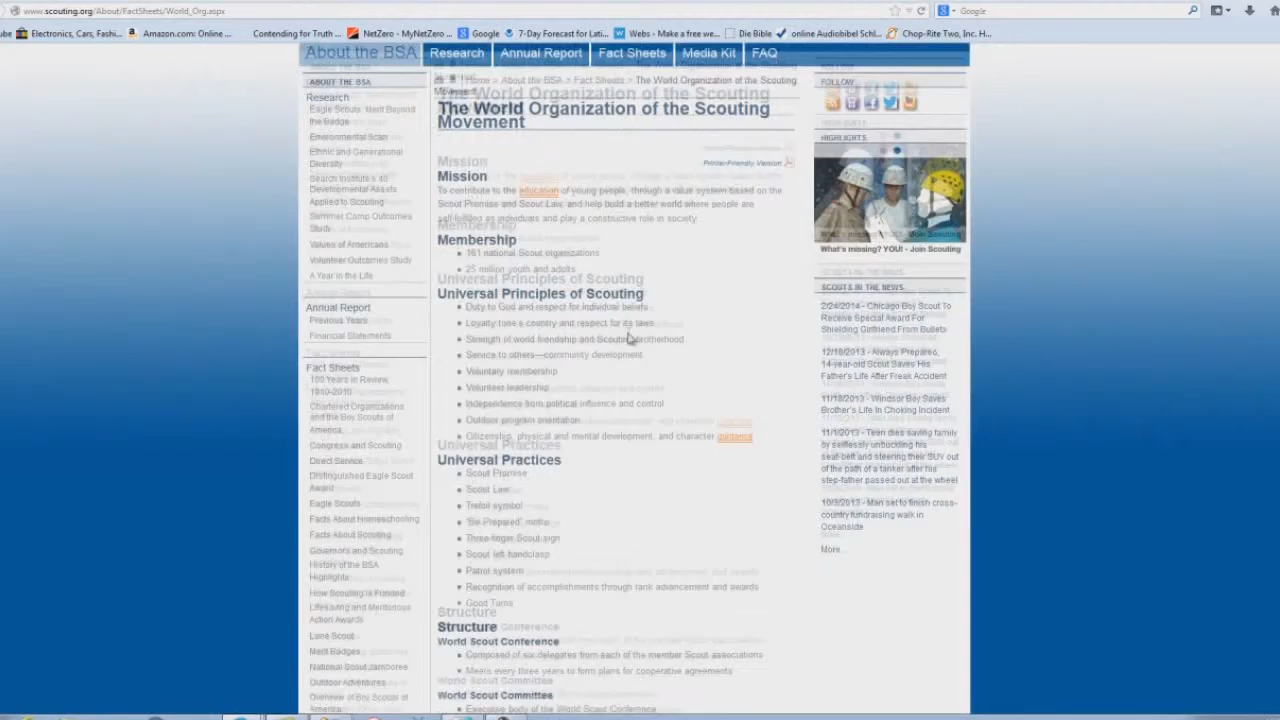 www.scouting.org/About/FactSheets/World_Org.aspx
Google
Electronics, Cars, Fashi...
Amazon.com: Online ...
Contending for Truth ...
NetZero - MyNetZero ...
Google
7-Day Forecast for Lati...
Webs - Make a free we...
Die Bible
online Audiobibel Schl...
Chop-Rite Two, Inc. H...
About the BSA
Research
Annual Report
Fact Sheets
Media Kit
FAQ
ABOUT THE BSA
Research
Eagle Scouts: Merit Beyond
the Badge
Environmental Scan
Ethnic and Generational
Diversity
Search Institute's 40
Developmental Assets
Applied to Scouting
Summer Camp Outcomes
Study
Values of Americans
Volunteer Outcomes Study
A Year in the Life
Annual Report
Previous Years
Financial Statements
Fact Sheets
100 Years in Review,
1910-2010
Chartered Organizations
and the Boy Scouts of
America
Congress and Scouting
Direct Service
Distinguished Eagle Scout
Award
Eagle Scouts
Facts About Homeschooling
Facts About Scouting
Governors and Scouting
History of the BSA
Highlights
How Scouting is Funded
Lifesaving and Meritorious
Action Awards
Lone Scout
Merit Badges
National Scout Jamboree
Outdoor Adventures
Overview of Boy Scouts of
America
Home > About the BSA > Fact Sheets > The World Organization of the Scouting
Movement
The World Organization of the Scouting
Movement
Printer-Friendly Version
Mission
To contribute to the education of young people, through a value system based on the
Scout Promise and Scout Law, and help build a better world where people are
self-fulfilled as individuals and play a constructive role in society.
Membership
161 national Scout organizations
25 million youth and adults
Universal Principles of Scouting
Duty to God and respect for individual beliefs
Loyalty to one's country and respect for its laws
Strength of world friendship and Scouting brotherhood
Service to others—community development
Voluntary membership
Volunteer leadership
Independence from political influence and control
Outdoor program orientation
Citizenship, physical and mental development, and character guidance
Universal Practices
Scout Promise
Scout Law
Trefoil symbol
"Be Prepared" motto
Three-finger Scout sign
Scout left handclasp
Patrol system
Recognition of accomplishments through rank advancement and awards
Good Turns
Structure
World Scout Conference
Composed of six delegates from each of the member Scout associations
Meets every three years to form plans for cooperative agreements
World Scout Committee
Executive body of the World Scout Conference
FOLLOW
HIGHLIGHTS
What's missing? YOU! - Join Scouting
SCOUTS IN THE NEWS
2/24/2014 - Chicago Boy Scout To
Receive Special Award For
Shielding Girlfriend From Bullets
12/18/2013 - Always Prepared,
14-year-old Scout Saves His
Father's Life After Freak Accident
11/18/2013 - Windsor Boy Saves
Brother's Life In Choking Incident
11/1/2013 - Teen dies saving family
by selflessly unbuckling his
seat-belt and steering their SUV out
of the path of a tanker after his
step-father passed out at the wheel
10/3/2013 - Man set to finish cross-
country fundraising walk in
Oceanside
More...